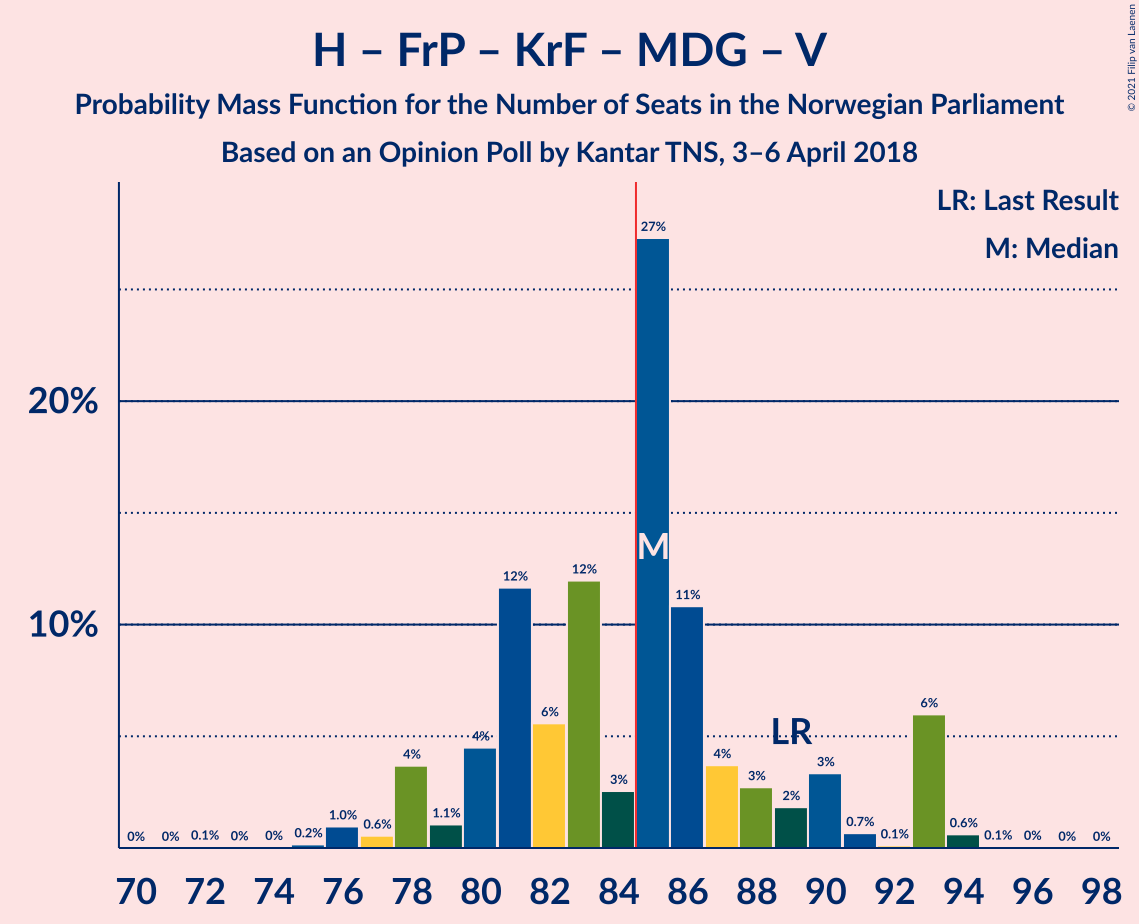 H – FrP – KrF – MDG – V
Probability Mass Function for the Number of Seats in the Norwegian Parliament
Based on an Opinion Poll by Kantar TNS, 3–6 April 2018
© 2021 Filip van Laenen
LR: Last Result
M: Median
20%
10%
0% 0% 0.1% 0% 0% 0.2% 1.0% 0.6% 4% 1.1% 4% 12% 6% 12% 3% 27% 11% 4% 3% 2% 3% 0.7% 0.1% 6% 0.6% 0.1% 0% 0% 0%
M
LR
70 72 74 76 78 80 82 84 86 88 90 92 94 96 98